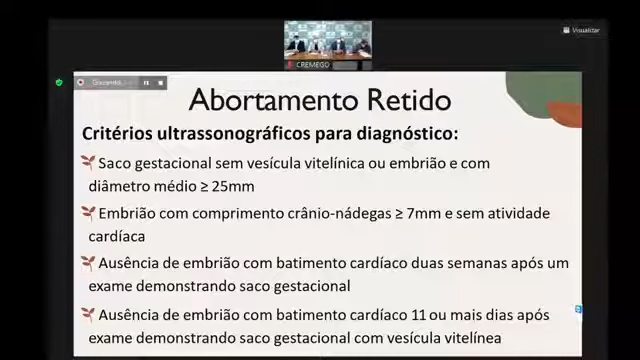 Visualizar
CREMEGO
Gravando
Abortamento Retido
Critérios ultrassonográficos para diagnóstico:
Saco gestacional sem vesícula vitelínica ou embrião e com
diâmetro médio ≥ 25mm
Embrião com comprimento crânio-nádegas ≥ 7mm e sem atividade
cardíaca
Ausência de embrião com batimento cardíaco duas semanas após um
exame demonstrando saco gestacional
Ausência de embrião com batimento cardíaco 11 ou mais dias após
exame demonstrando saco gestacional com vesícula vitelínea